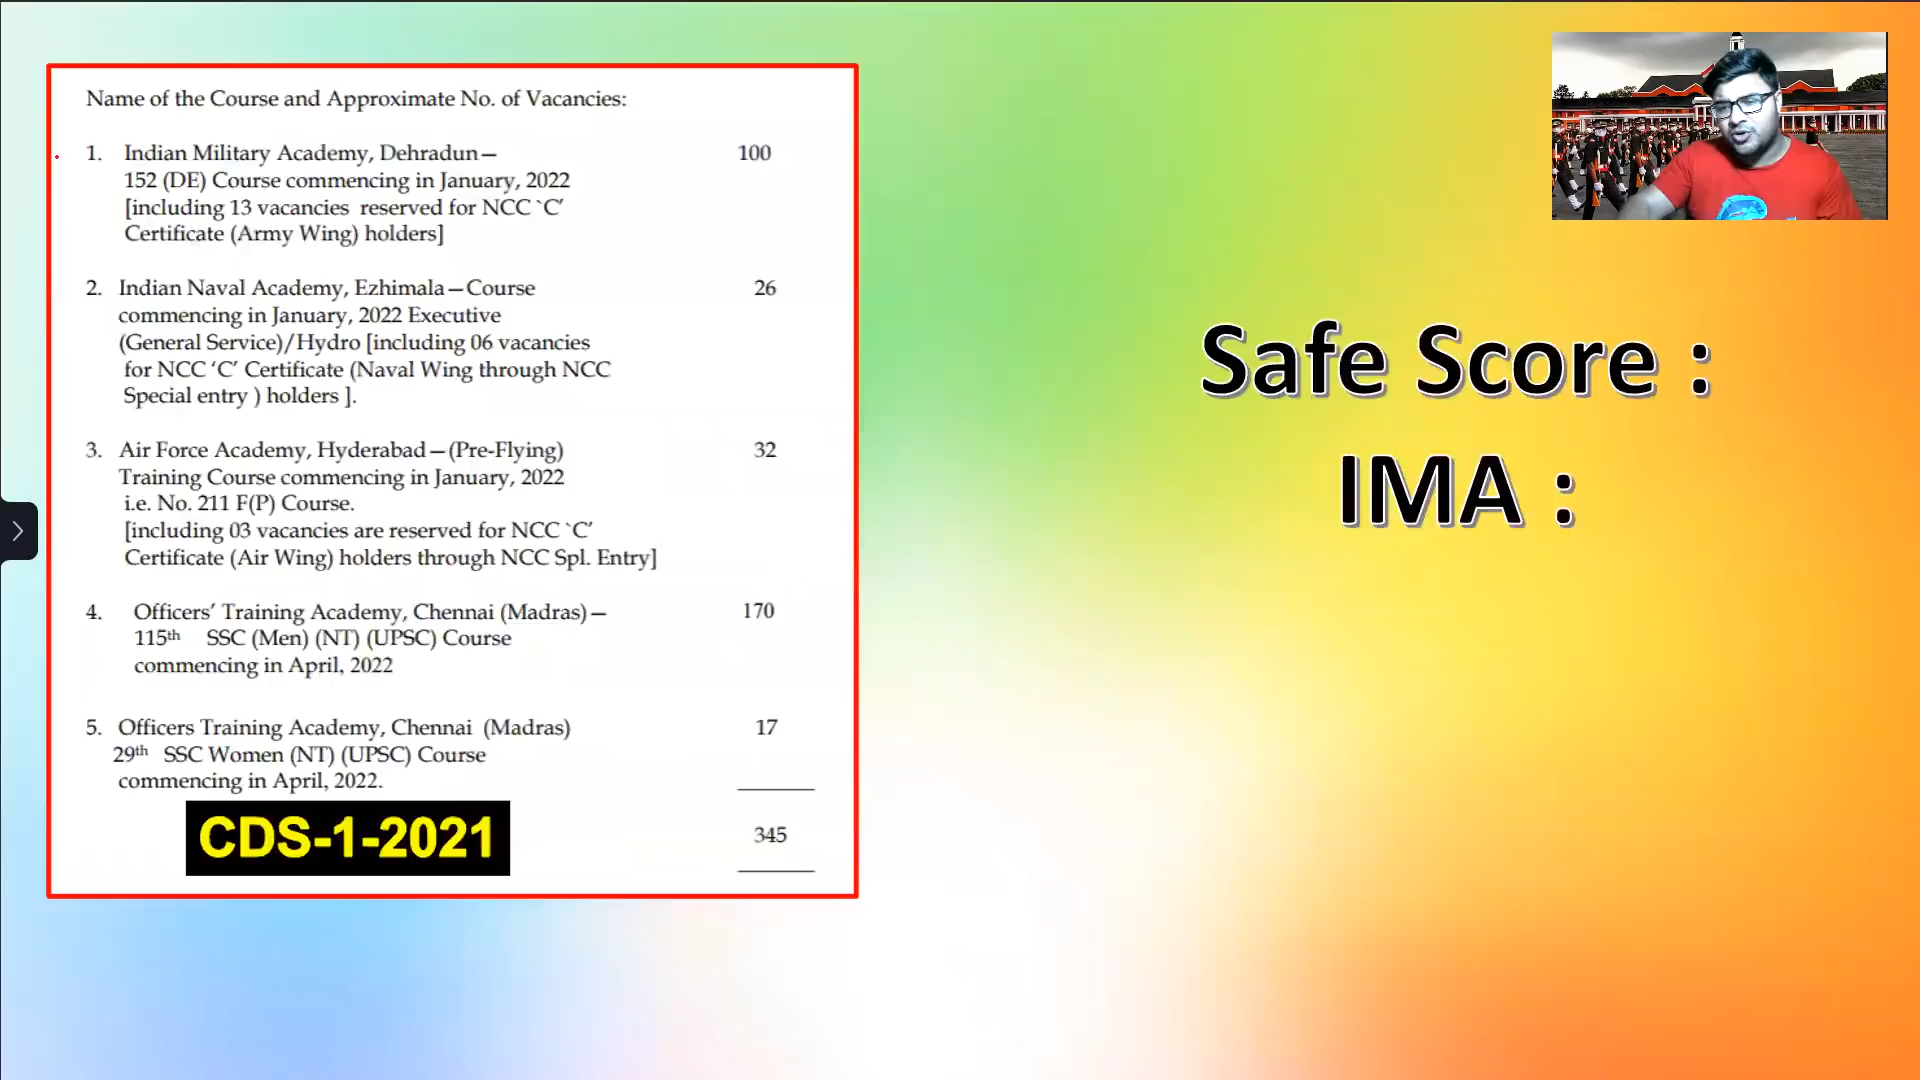 Name of the Course and Approximate No. of Vacancies:
1. Indian Military Academy, Dehradun— 100
152 (DE) Course commencing in January, 2022
[including 13 vacancies reserved for NCC `C'
Certificate (Army Wing) holders]
2. Indian Naval Academy, Ezhimala—Course 26
commencing in January, 2022 Executive
(General Service)/Hydro [including 06 vacancies
for NCC 'C' Certificate (Naval Wing through NCC
Special entry ) holders ].
3. Air Force Academy, Hyderabad—(Pre-Flying) 32
Training Course commencing in January, 2022
i.e. No. 211 F(P) Course.
[including 03 vacancies are reserved for NCC `C'
Certificate (Air Wing) holders through NCC Spl. Entry]
4. Officers' Training Academy, Chennai (Madras)— 170
115th SSC (Men) (NT) (UPSC) Course
commencing in April, 2022
5. Officers Training Academy, Chennai (Madras) 17
29th SSC Women (NT) (UPSC) Course
commencing in April, 2022.
345
CDS-1-2021
Safe Score :
IMA :